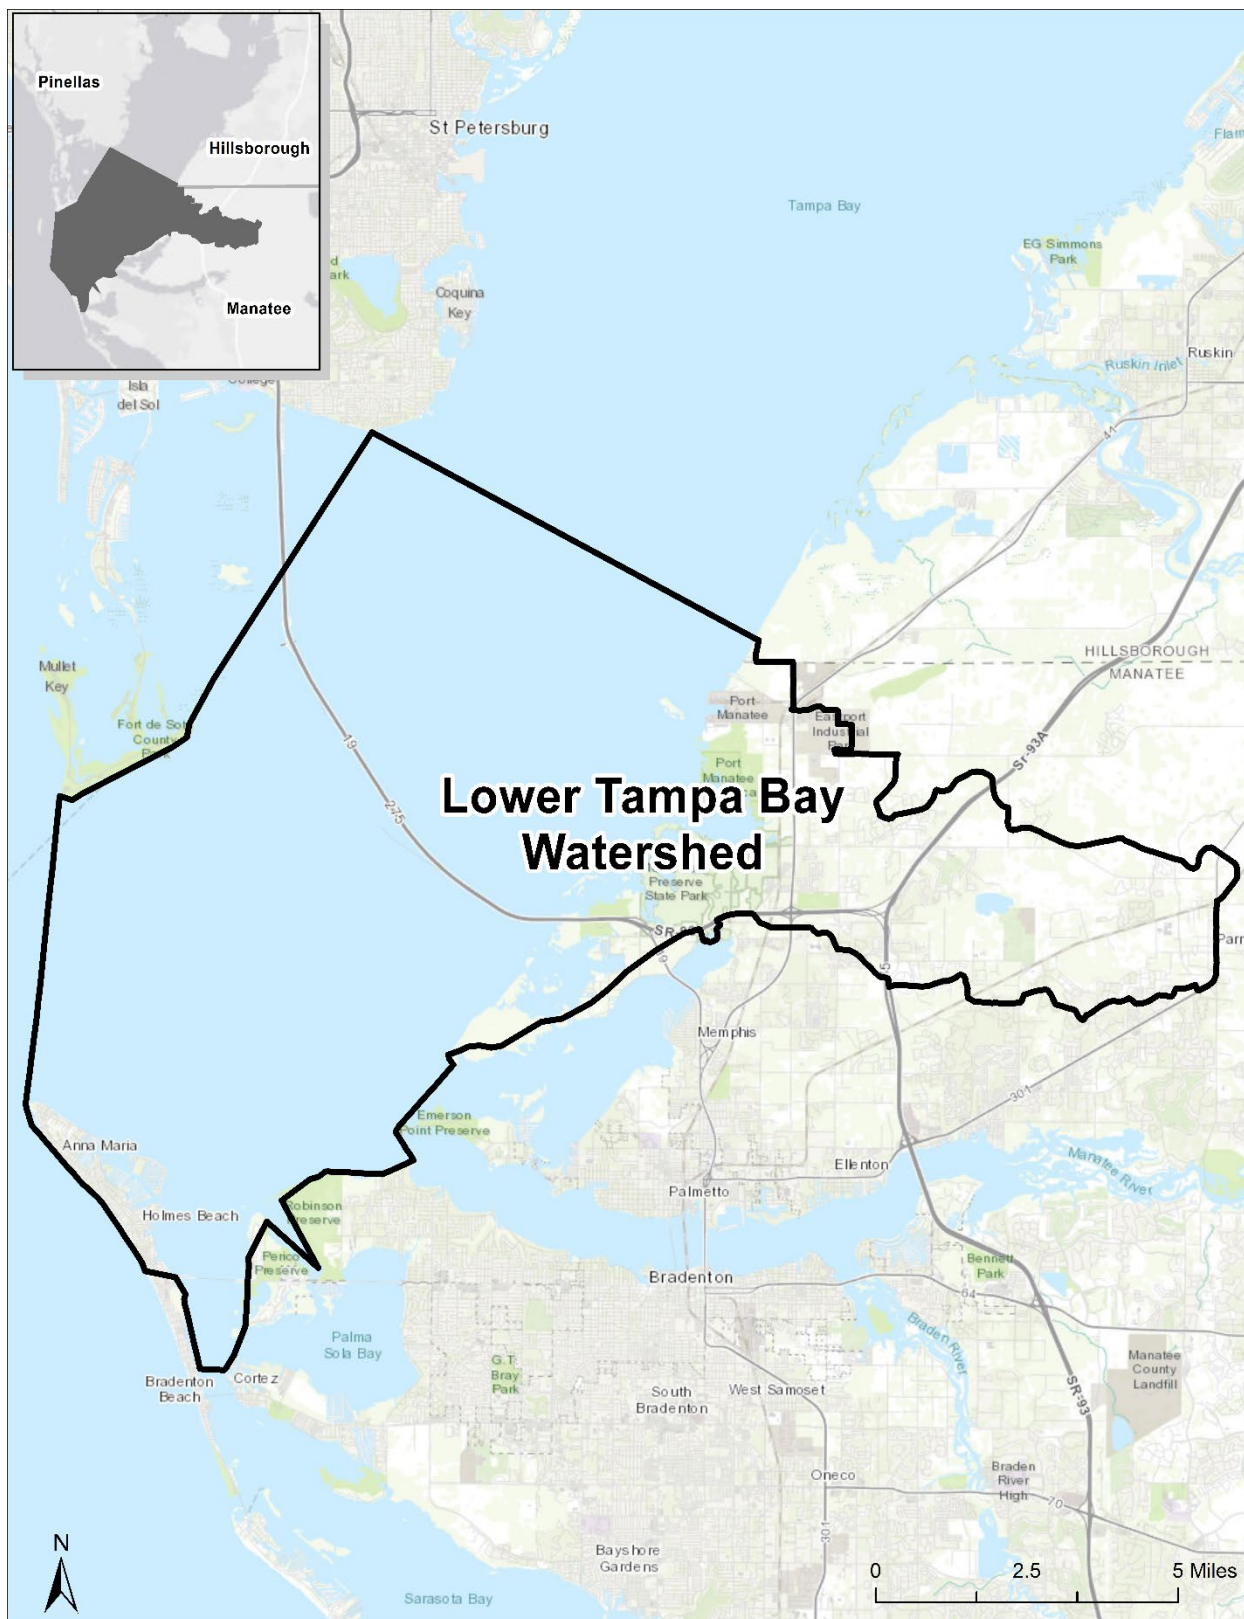 Pinellas
Hillsborough
Manatee
St Petersburg
Tampa Bay
EG Simmons
Park
Coquina
Key
Ruskin
Ruskin Inlet
Isla
del Sol
41
HILLSBOROUGH
MANATEE
Mullet
Key
Fort de Soto
County
Park
Port
Manatee
Eastport
Industrial
Park
Sr-93A
19
275
Port
Manatee
Lower Tampa Bay
Watershed
Preserve
State Park
19
Memphis
301
Emerson
Point Preserve
Anna Maria
Ellenton
Manatee River
Palmetto
Holmes Beach
Robinson
Preserve
Perico
Preserve
Bradenton
Bennett
Park
64
Palma
Sola Bay
Braden River
Bradenton
Beach
Cortez
G.T
Bray
Park
South
Bradenton
West Samoset
Manatee
County
Landfill
SR-93
Oneco
Braden
River
High
70
301
Bayshore
Gardens
Sarasota Bay
N
0 2.5 5 Miles